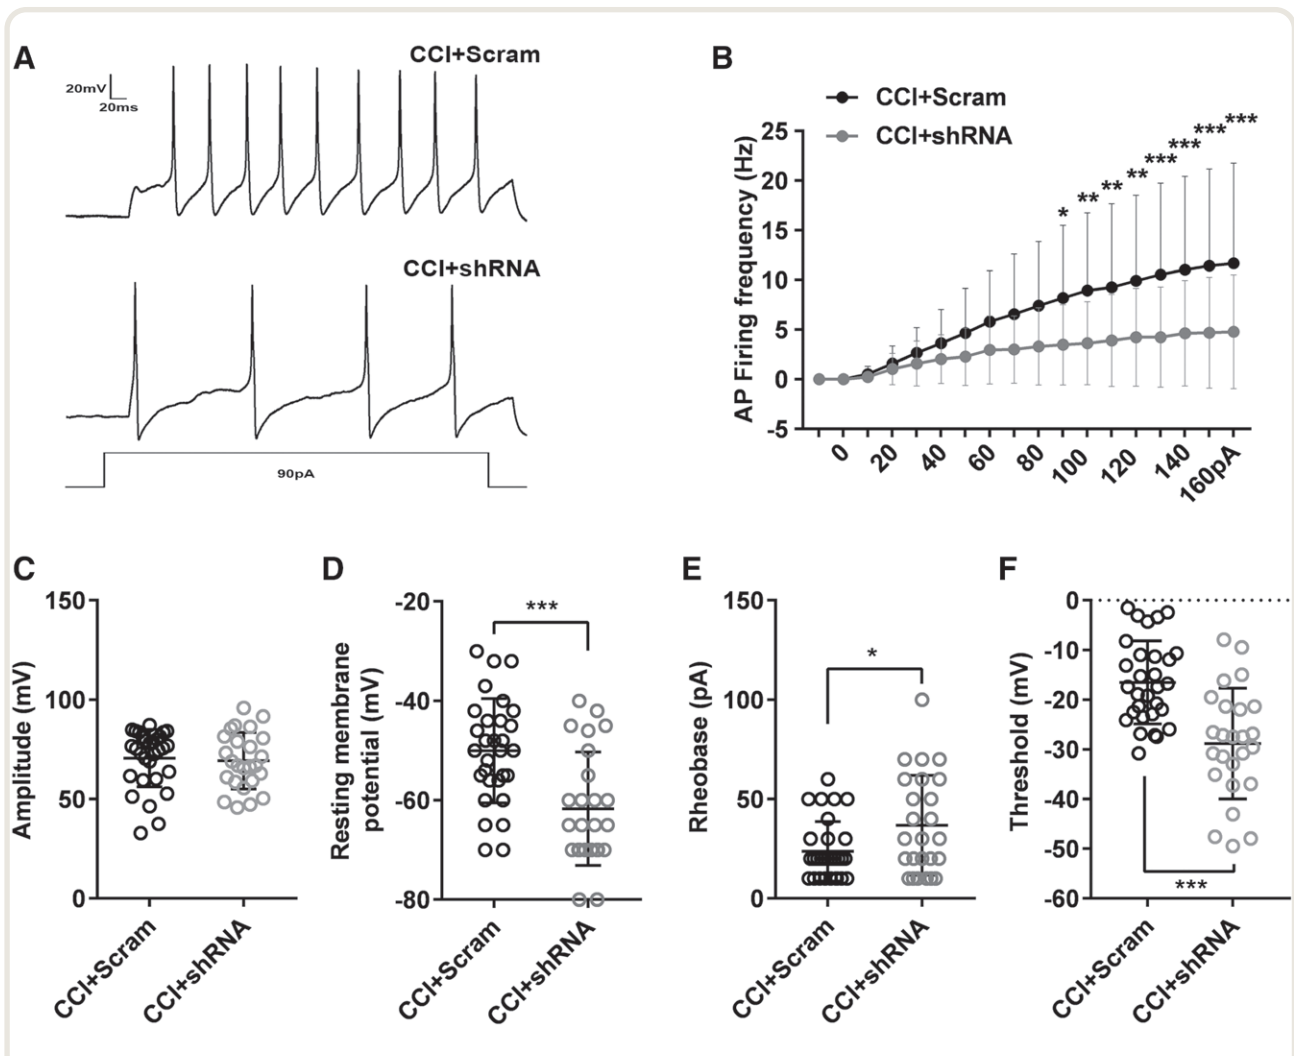 A
CCI+Scram
20mV
20ms
CCI+shRNA
90pA
B
CCI+Scram
CCI+shRNA
AP Firing frequency (Hz)
25
20
15
10
5
0
-5
*
**
**
**
***
***
***
***
0
20
40
60
80
100
120
140
160pA
C
Amplitude (mV)
150
100
50
0
CCI+Scram
CCI+shRNA
D
Resting membrane
potential (mV)
-20
-40
-60
-80
***
CCI+Scram
CCI+shRNA
E
Rheobase (pA)
150
100
50
0
*
CCI+Scram
CCI+shRNA
F
Threshold (mV)
0
-10
-20
-30
-40
-50
-60
***
CCI+Scram
CCI+shRNA